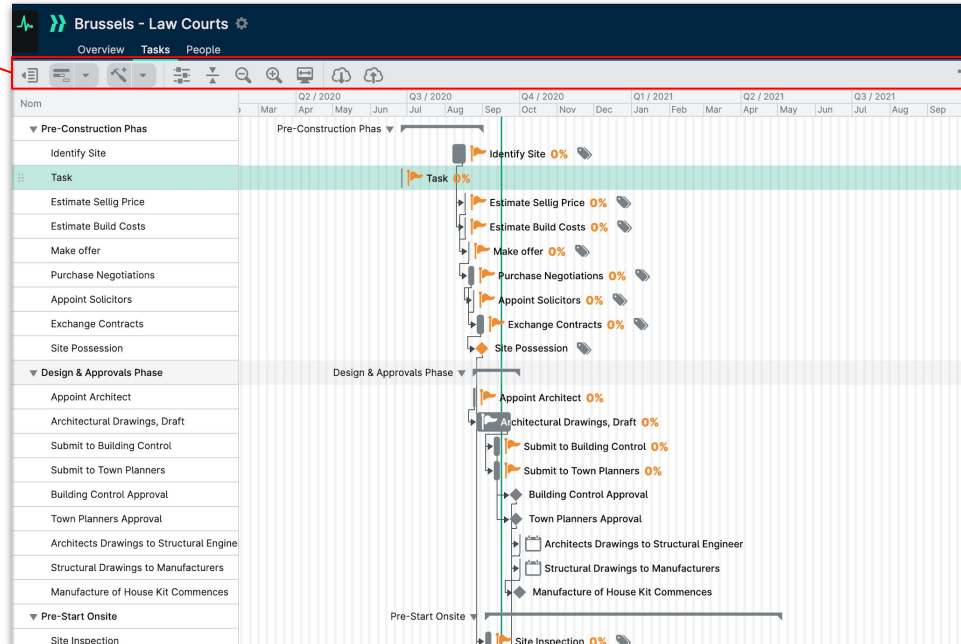 Brussels - Law Courts
Overview Tasks People
Nom
Q2 / 2020 Q3 / 2020 Q4 / 2020 Q1 / 2021 Q2 / 2021 Q3 / 2021
Mar Apr May Jun Jul Aug Sep Oct Nov Dec Jan Feb Mar Apr May Jun Jul Aug Sep
Pre-Construction Phas Pre-Construction Phas
Identify Site Identify Site 0%
Task Task 0%
Estimate Sellig Price Estimate Sellig Price 0%
Estimate Build Costs Estimate Build Costs 0%
Make offer Make offer 0%
Purchase Negotiations Purchase Negotiations 0%
Appoint Solicitors Appoint Solicitors 0%
Exchange Contracts Exchange Contracts 0%
Site Possession Site Possession
Design & Approvals Phase Design & Approvals Phase
Appoint Architect Appoint Architect 0%
Architectural Drawings, Draft Architectural Drawings, Draft 0%
Submit to Building Control Submit to Building Control 0%
Submit to Town Planners Submit to Town Planners 0%
Building Control Approval Building Control Approval
Town Planners Approval Town Planners Approval
Architects Drawings to Structural Engine Architects Drawings to Structural Engineer
Structural Drawings to Manufacturers Structural Drawings to Manufacturers
Manufacture of House Kit Commences Manufacture of House Kit Commences
Pre-Start Onsite Pre-Start Onsite
Site Inspection Site Inspection 0%